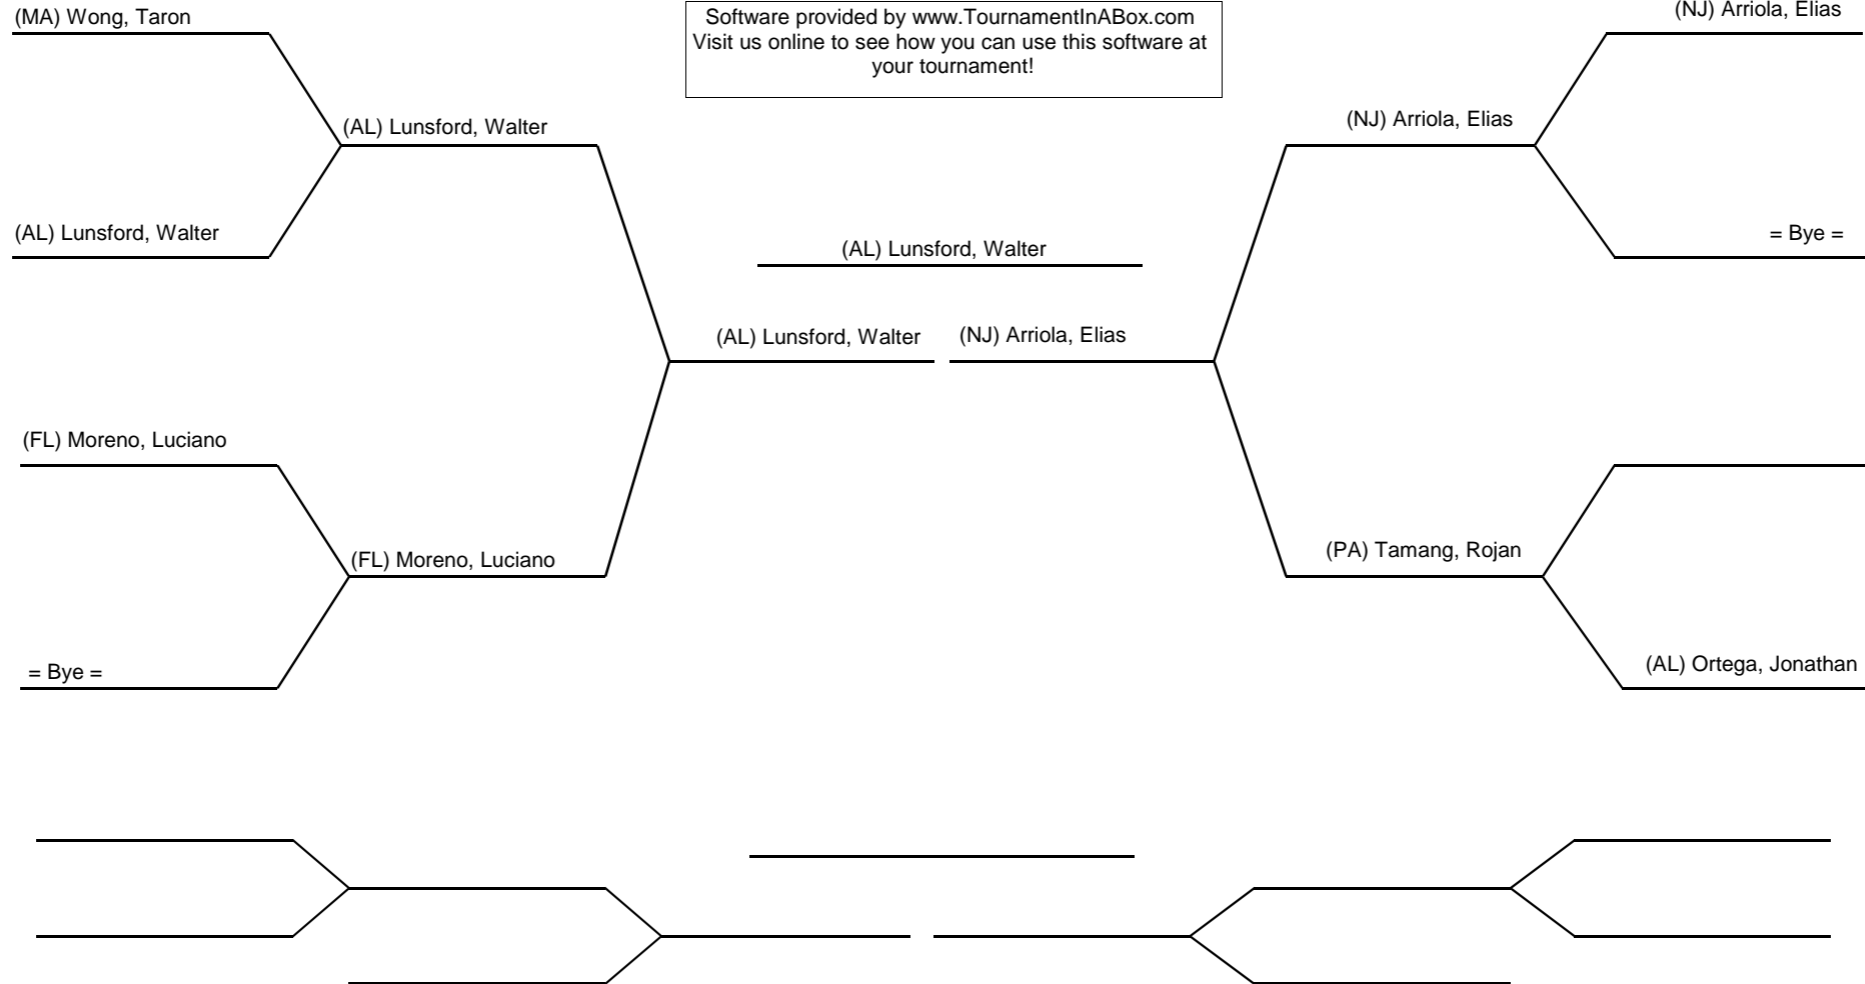 (MA) Wong, Taron
Software provided by www.TournamentInABox.com
Visit us online to see how you can use this software at
your tournament!
(NJ) Arriola, Elias
(AL) Lunsford, Walter
(NJ) Arriola, Elias
(AL) Lunsford, Walter
(AL) Lunsford, Walter
= Bye =
(AL) Lunsford, Walter
(NJ) Arriola, Elias
(FL) Moreno, Luciano
(FL) Moreno, Luciano
(PA) Tamang, Rojan
= Bye =
(AL) Ortega, Jonathan